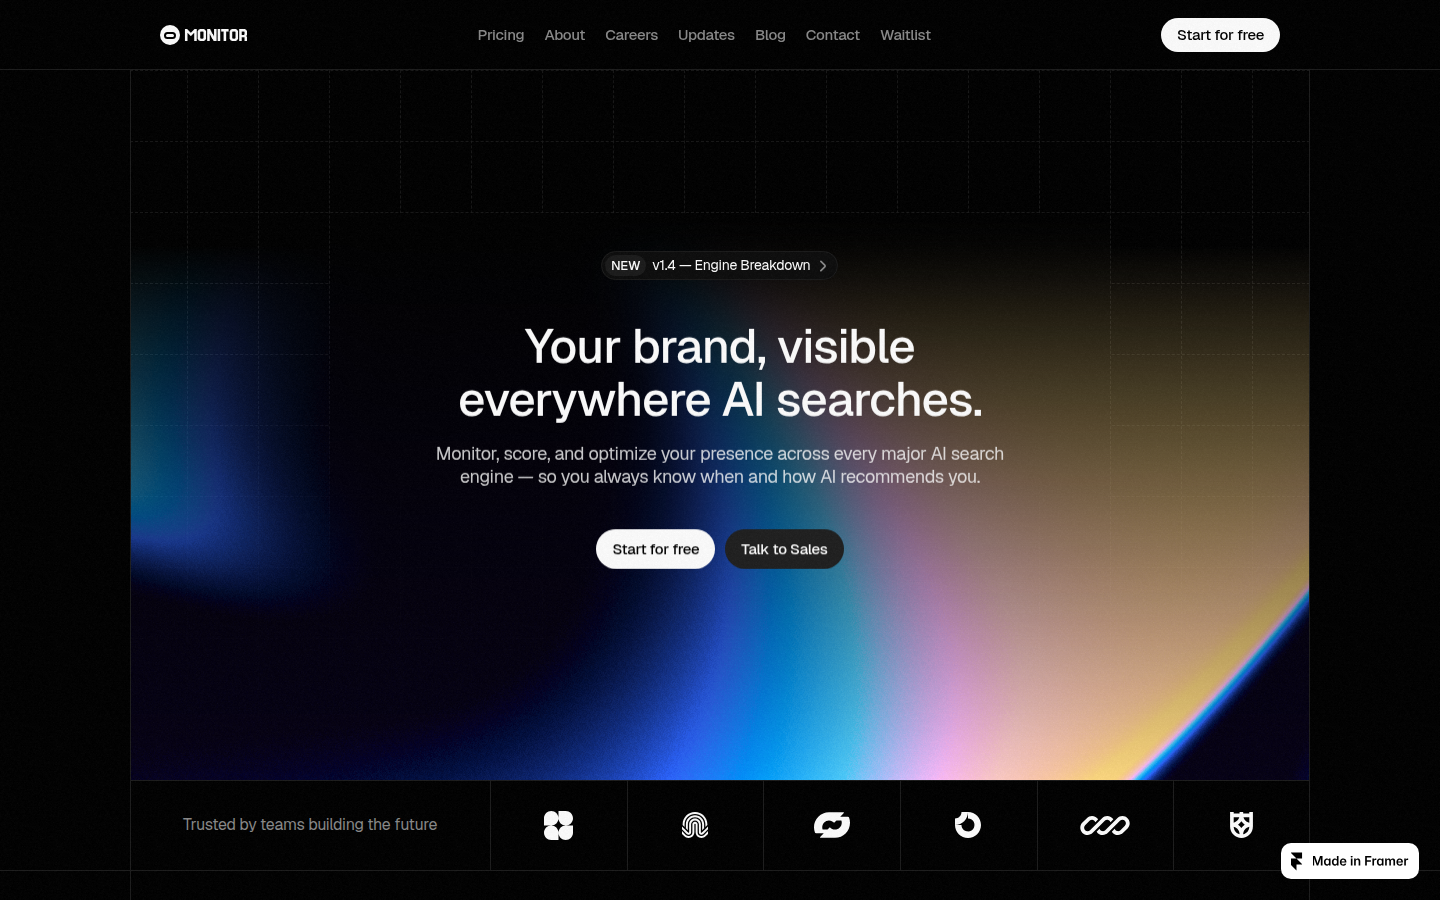 MONITOR
Pricing
About
Careers
Updates
Blog
Contact
Waitlist
Start for free
NEW v1.4 — Engine Breakdown
Your brand, visible
everywhere AI searches.
Monitor, score, and optimize your presence across every major AI search
engine — so you always know when and how AI recommends you.
Start for free
Talk to Sales
Trusted by teams building the future
Made in Framer